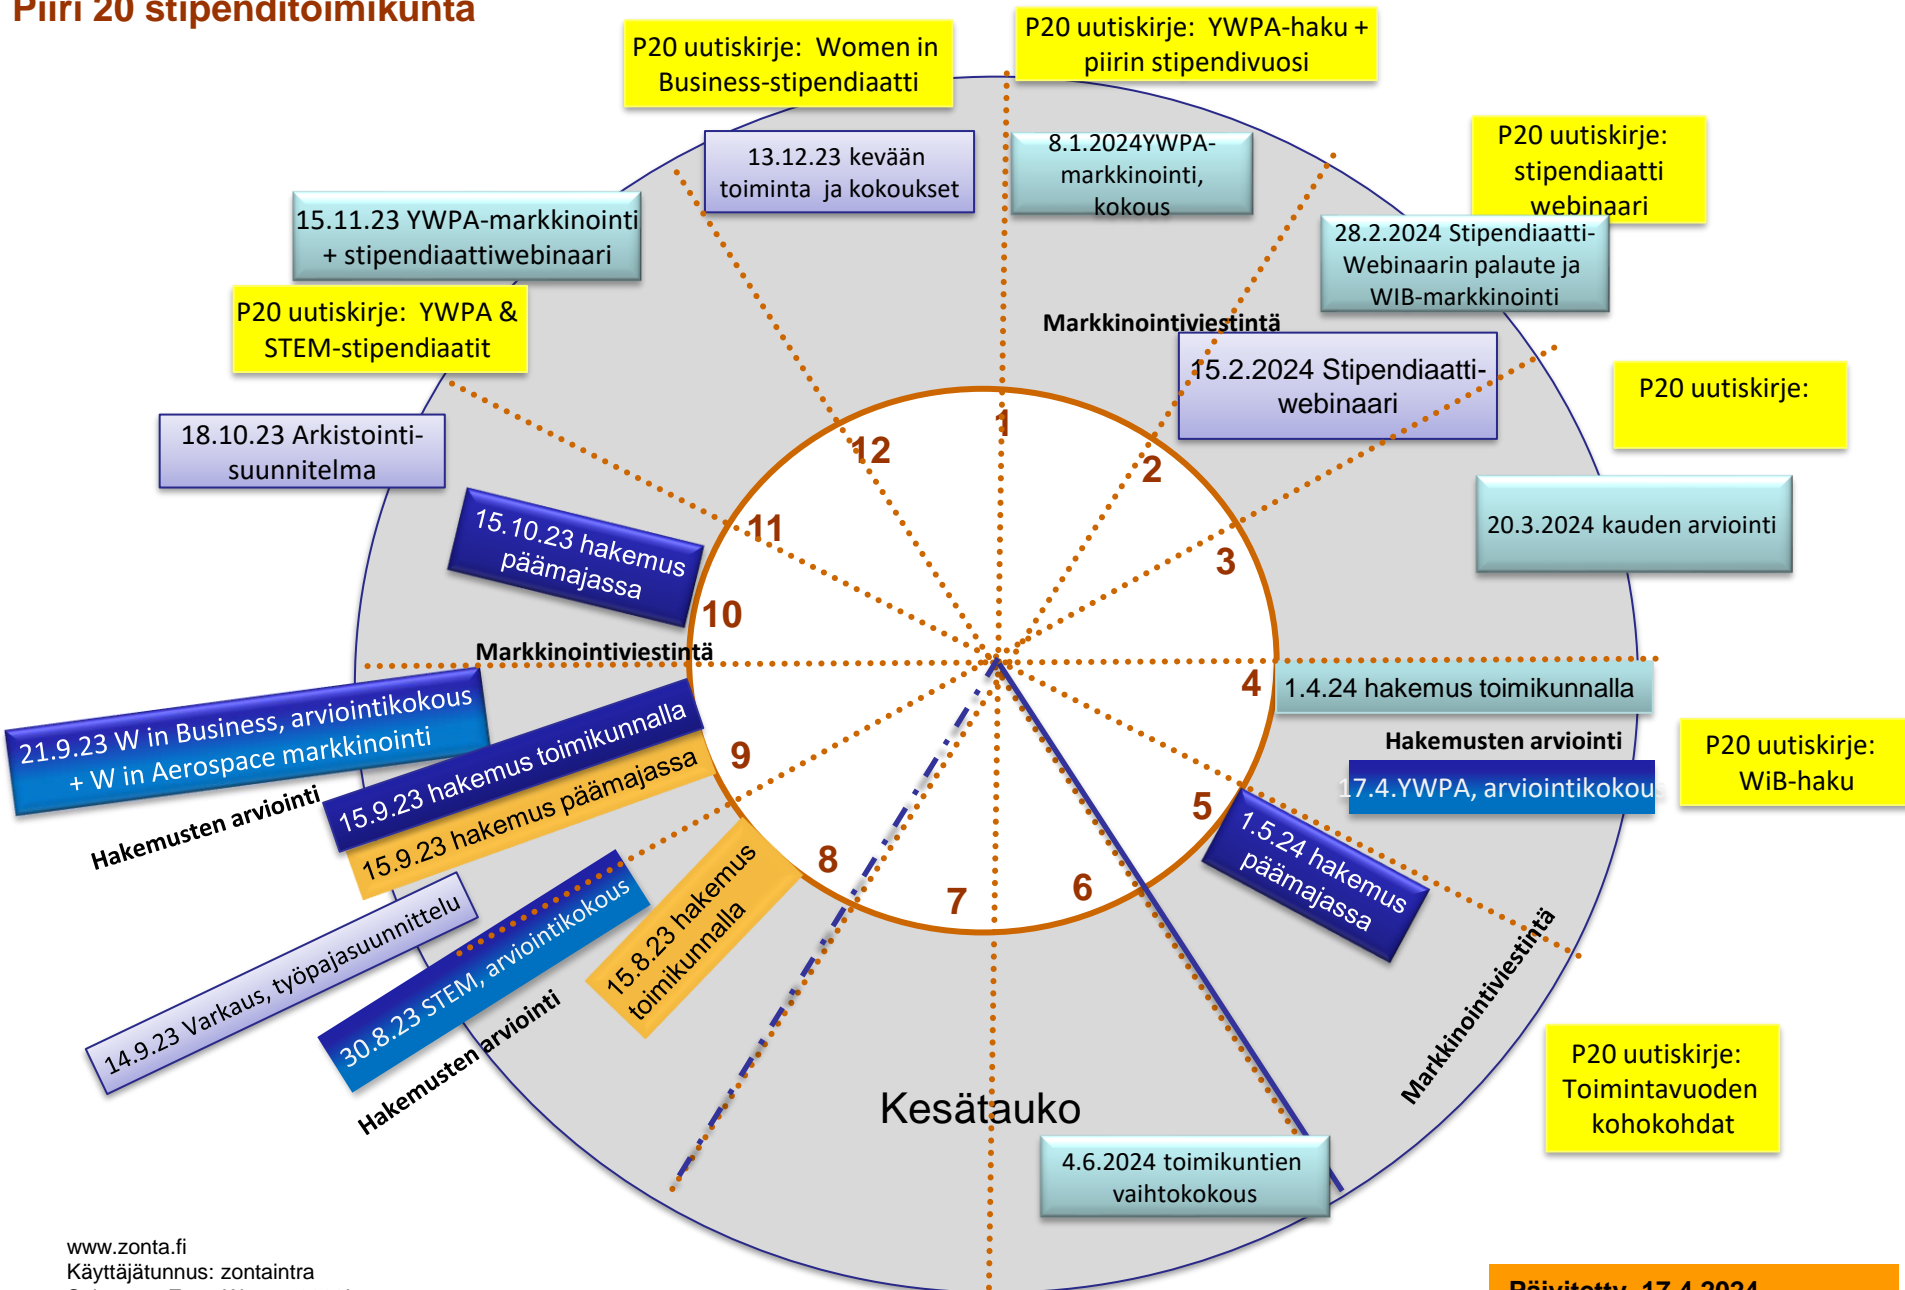 Piiri 20 stipenditoimikunta
P20 uutiskirje: Women in
Business-stipendiaatti
P20 uutiskirje: YWPA-haku +
piirin stipendivuosi
13.12.23 kevään
toiminta ja kokoukset
8.1.2024YWPA-
markkinointi,
kokous
P20 uutiskirje:
stipendiaatti
webinaari
15.11.23 YWPA-markkinointi
+ stipendiaattiwebinaari
28.2.2024 Stipendiaatti-
Webinaarin palaute ja
WIB-markkinointi
P20 uutiskirje: YWPA &
STEM-stipendiaatit
Markkinointiviestintä
15.2.2024 Stipendiaatti-
webinaari
P20 uutiskirje:
18.10.23 Arkistointi-
suunnitelma
20.3.2024 kauden arviointi
15.10.23 hakemus
päämajassa
12
1
2
11
3
10
4
9
5
8
7
6
Markkinointiviestintä
1.4.24 hakemus toimikunnalla
Hakemusten arviointi
17.4.YWPA, arviointikokous
P20 uutiskirje:
WiB-haku
21.9.23 W in Business, arviointikokous
+ W in Aerospace markkinointi
Hakemusten arviointi
15.9.23 hakemus toimikunnalla
15.9.23 hakemus päämajassa
1.5.24 hakemus
päämajassa
14.9.23 Varkaus, työpajasuunnittelu
30.8.23 STEM, arviointikokous
Hakemusten arviointi
15.8.23 hakemus
toimikunnalla
Markkinointiviestintä
P20 uutiskirje:
Toimintavuoden
kohokohdat
Kesätauko
4.6.2024 toimikuntien
vaihtokokous
www.zonta.fi
Käyttäjätunnus: zontaintra
Päivitetty 17.4.2024